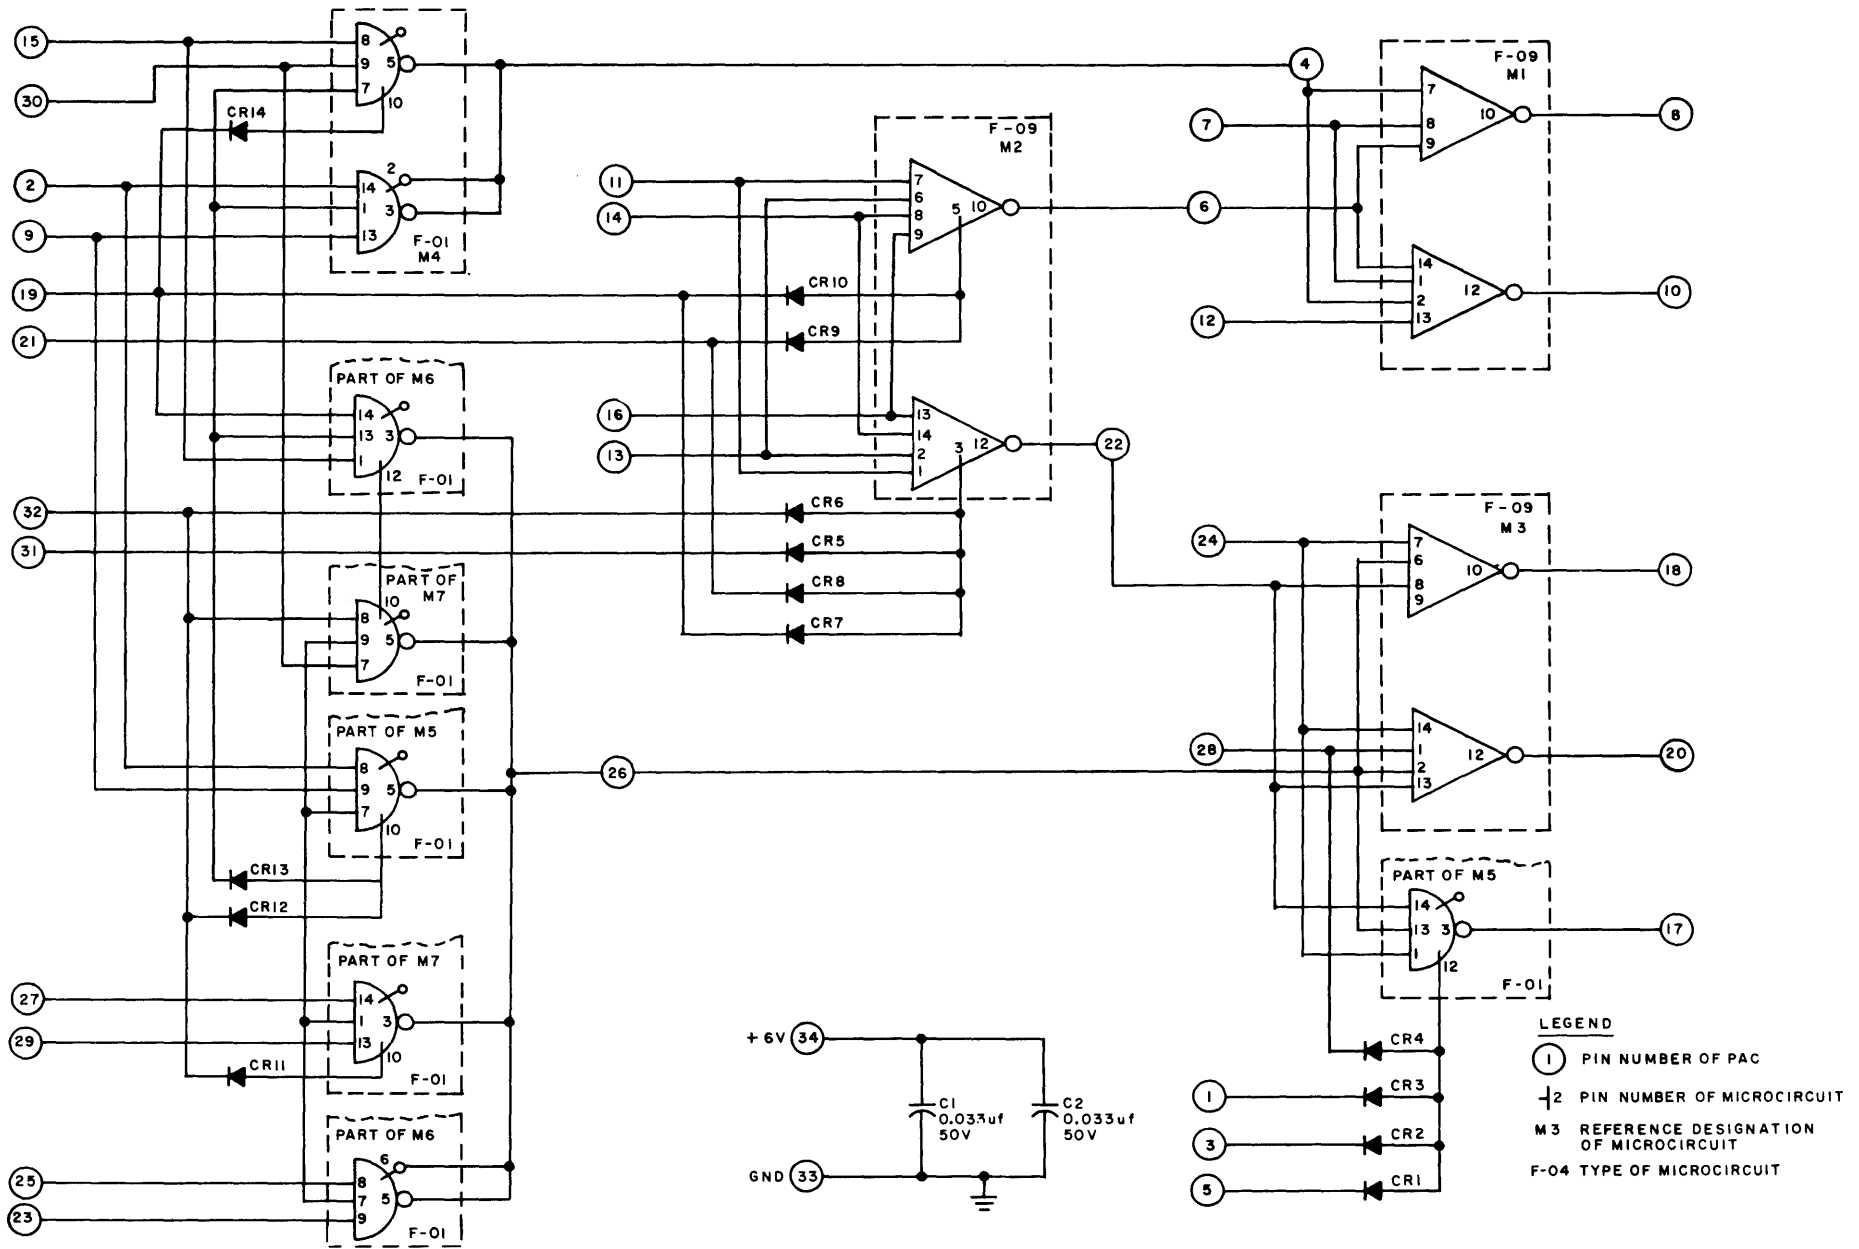 15
30
2
9
19
21
32
31
27
29
25
23
8
9 5
7
10
CR14
2
14
1 3
13
F-01
M4
PART OF M6
14
13 3
1
12
F-01
PART OF
M7
10
8
9 5
7
F-01
PART OF M5
8
9 5
7
10
F-01
CR13
CR12
PART OF M7
14
1 3
13
10
F-01
CR11
PART OF M6
6
8
7 5
9
F-01
26
11
14
16
13
F-09
M2
7
6
8
9
5 10
CR10
CR9
13
14
2
1
3 12
CR6
CR5
CR8
CR7
22
4
7
6
12
F-09
M1
7
8
9
10
8
14
1
2
13
12
10
24
28
F-09
M3
7
6
8
9
10
18
14
1
2
13
12
20
PART OF M5
14
13 3
1
12
F-01
17
CR4
1 CR3
3 CR2
5 CR1
+6V 34
C1
0.033uf
50V
C2
0.033uf
50V
GND 33
LEGEND
1 PIN NUMBER OF PAC
2 PIN NUMBER OF MICROCIRCUIT
M3 REFERENCE DESIGNATION
OF MICROCIRCUIT
F-04 TYPE OF MICROCIRCUIT